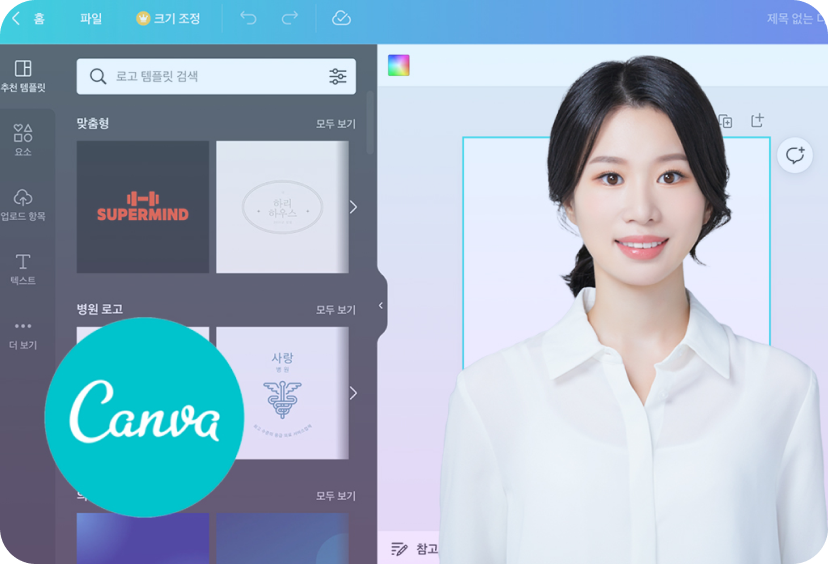 홈 파일 크기 조정 제목 없는
추천 템플릿
로고 템플릿 검색
맞춤형 모두 보기
요소
SUPERMIND
하리
하우스
업로드 항목
텍스트
병원 로고 모두 보기
더 보기
사랑
병원
Canva
모두 보기
참고